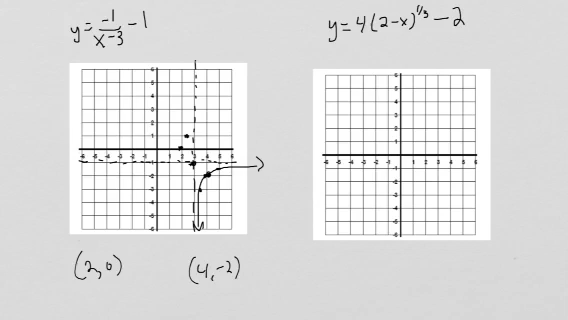 y = -1/(x-3) - 1
y = 4(2-x)^(1/3) - 2
(2,0)
(4,-2)